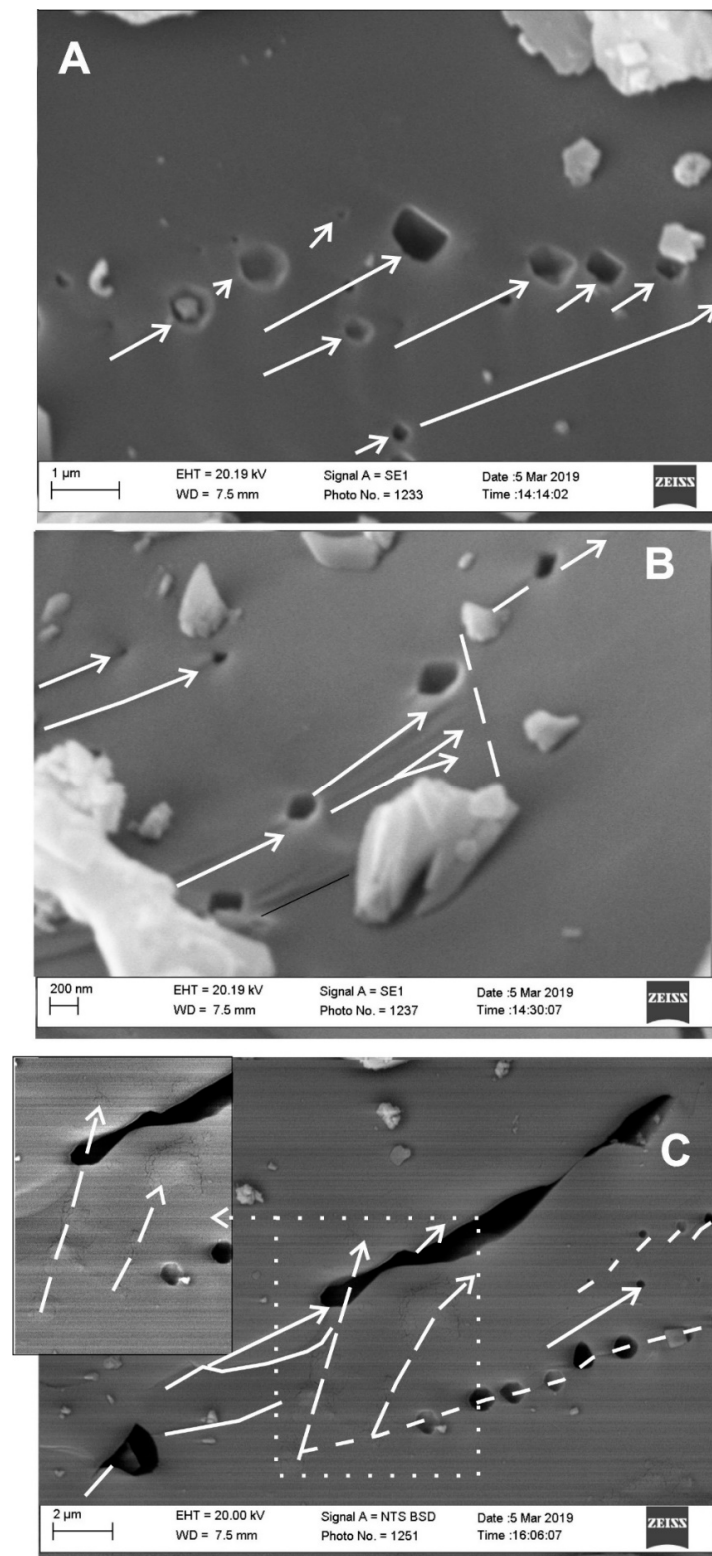 A
1 µm
EHT = 20.19 kV Signal A = SE1 Date :5 Mar 2019 ZEISS
WD = 7.5 mm Photo No. = 1233 Time :14:14:02
B
200 nm
EHT = 20.19 kV Signal A = SE1 Date :5 Mar 2019 ZEISS
WD = 7.5 mm Photo No. = 1237 Time :14:30:07
C
2 µm
EHT = 20.00 kV Signal A = NTS BSD Date :5 Mar 2019 ZEISS
WD = 7.5 mm Photo No. = 1251 Time :16:06:07